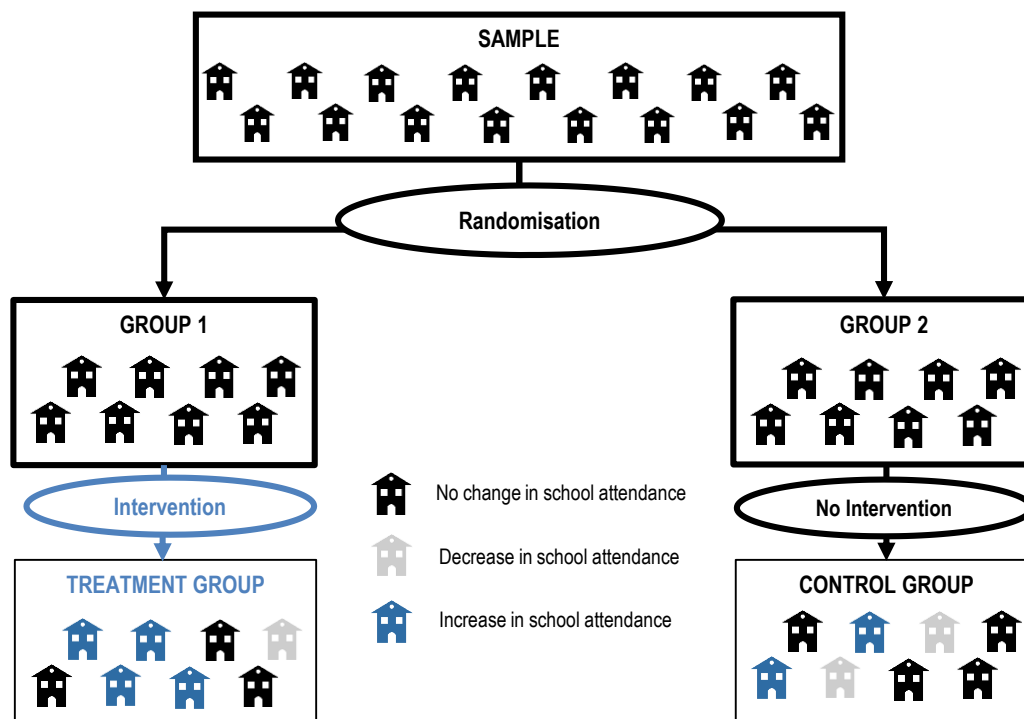 SAMPLE
Randomisation
GROUP 1
GROUP 2
Intervention
No change in school attendance
No Intervention
Decrease in school attendance
TREATMENT GROUP
CONTROL GROUP
Increase in school attendance